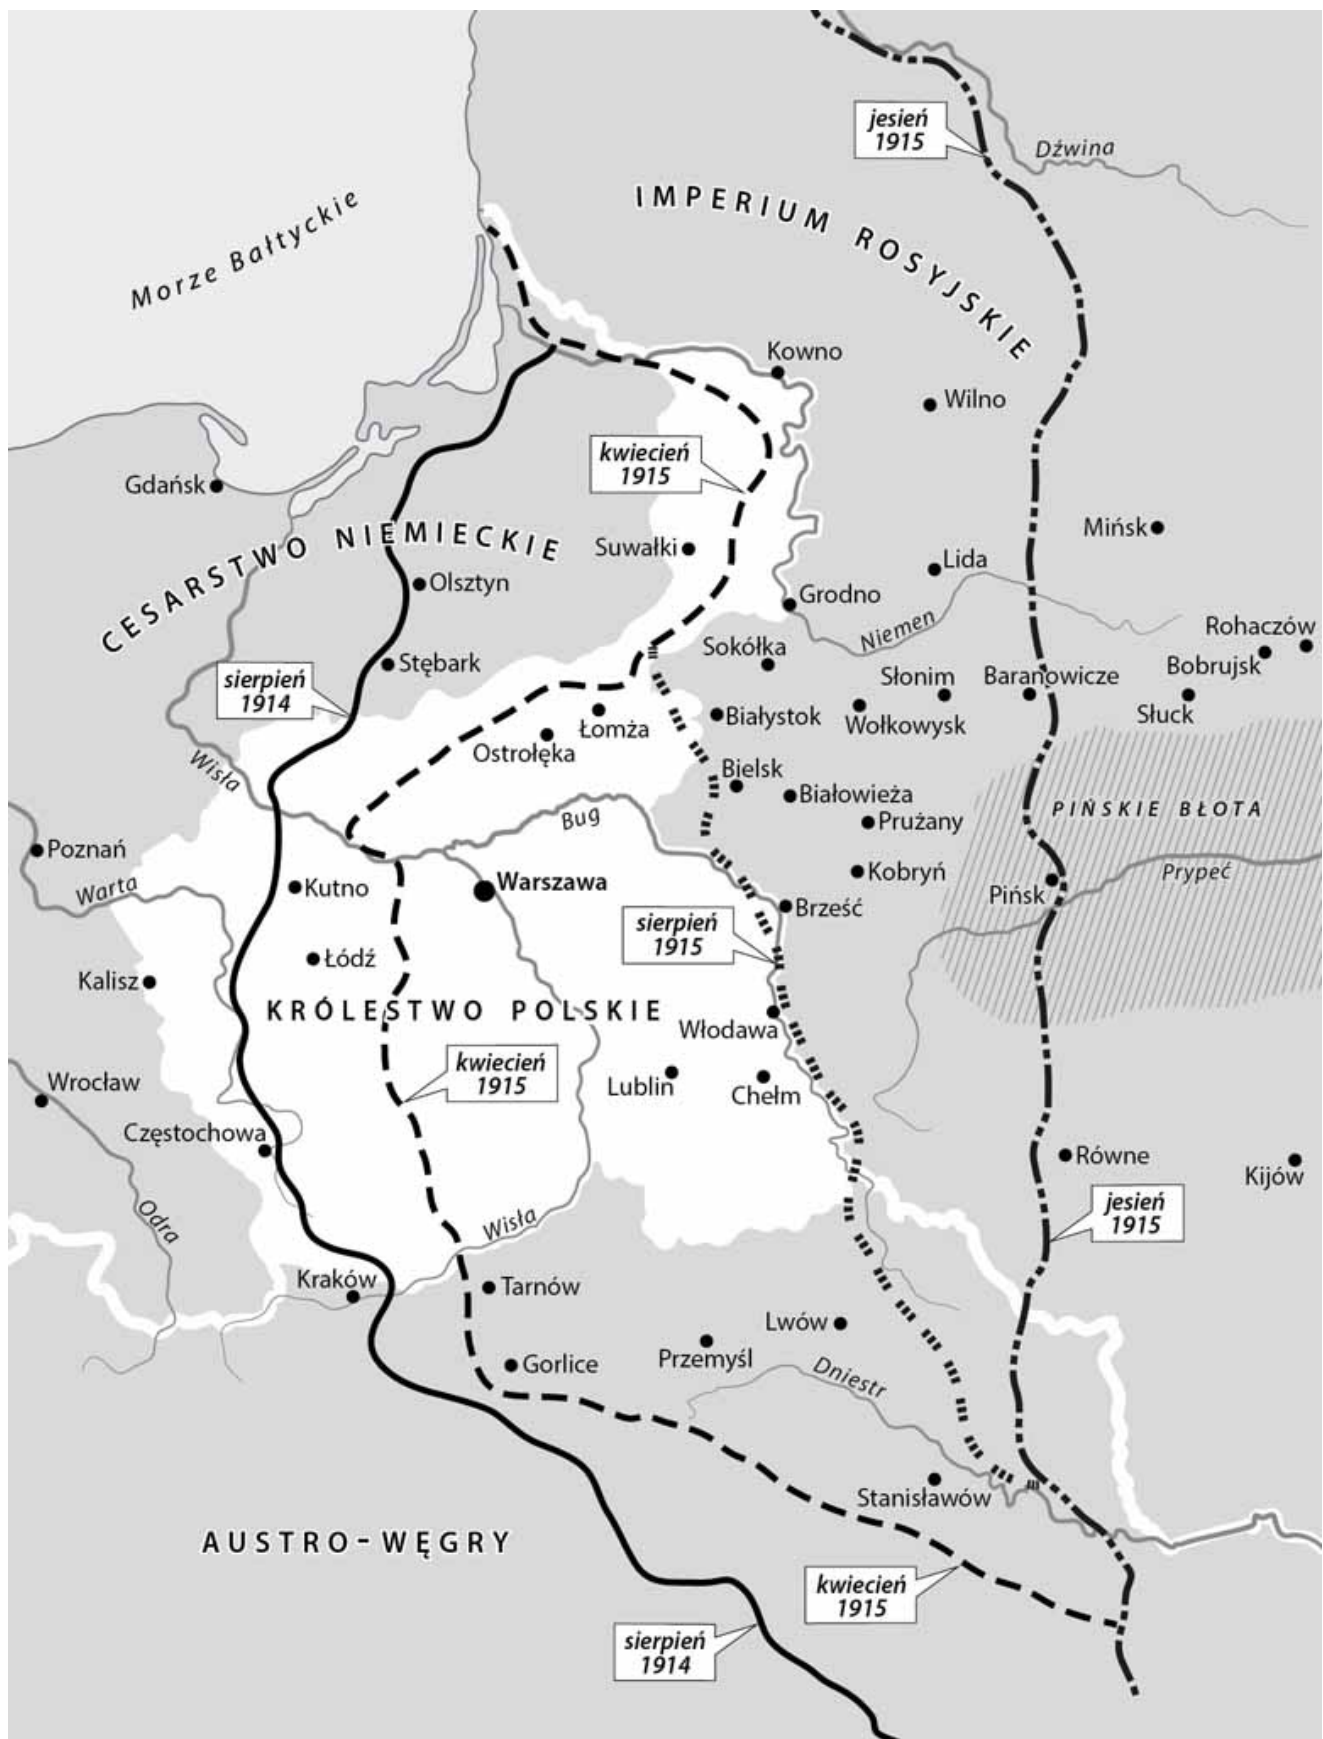 jesień
1915
Dźwina
IMPERIUM ROSYJSKIE
Morze Bałtyckie
Kowno
Wilno
kwiecień
1915
Gdańsk
Mińsk
CESARSTWO NIEMIECKIE
Suwałki
Lida
Olsztyn
Grodno
Niemen
Rohaczów
Sokółka
Stębark
Bobrujsk
sierpień
1914
Słonim
Baranowicze
Białystok
Wołkowysk
Słuck
Łomża
Ostrołęka
Wisła
Bielsk
Białowieża
PIŃSKIE BŁOTA
Bug
Prużany
Poznań
Kobryń
Prypeć
Warta
Kutno
Warszawa
Pińsk
Brześć
sierpień
1915
Łódź
Kalisz
KRÓLESTWO POLSKIE
Włodawa
kwiecień
1915
Wrocław
Lublin
Chełm
Częstochowa
Równe
Kijów
Odra
Wisła
jesień
1915
Kraków
Tarnów
Lwów
Przemyśl
Gorlice
Dniestr
Stanisławów
AUSTRO-WĘGRY
kwiecień
1915
sierpień
1914